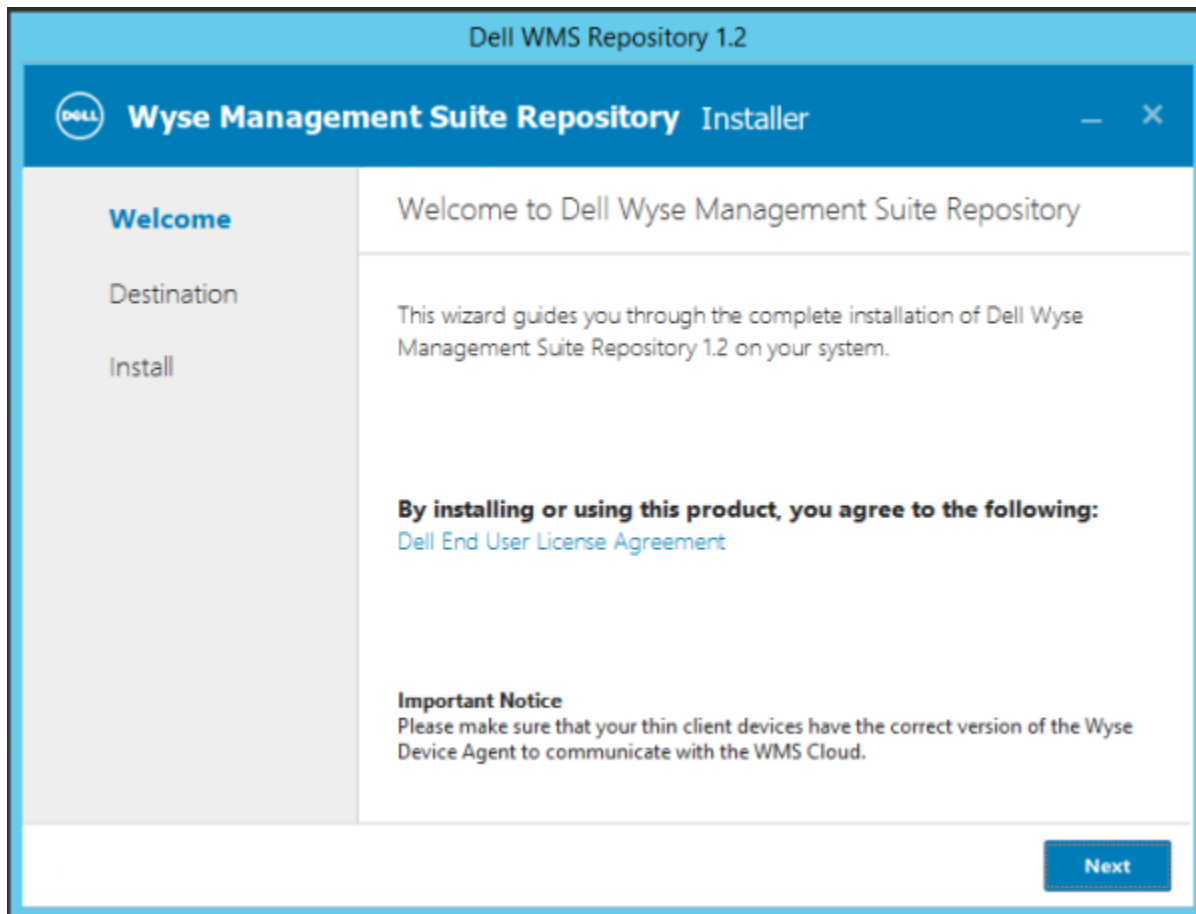 Dell WMS Repository 1.2
DELL
Wyse Management Suite Repository Installer
Welcome
Destination
Install
Welcome to Dell Wyse Management Suite Repository
This wizard guides you through the complete installation of Dell Wyse
Management Suite Repository 1.2 on your system.
By installing or using this product, you agree to the following:
Dell End User License Agreement
Important Notice
Please make sure that your thin client devices have the correct version of the Wyse
Device Agent to communicate with the WMS Cloud.
Next